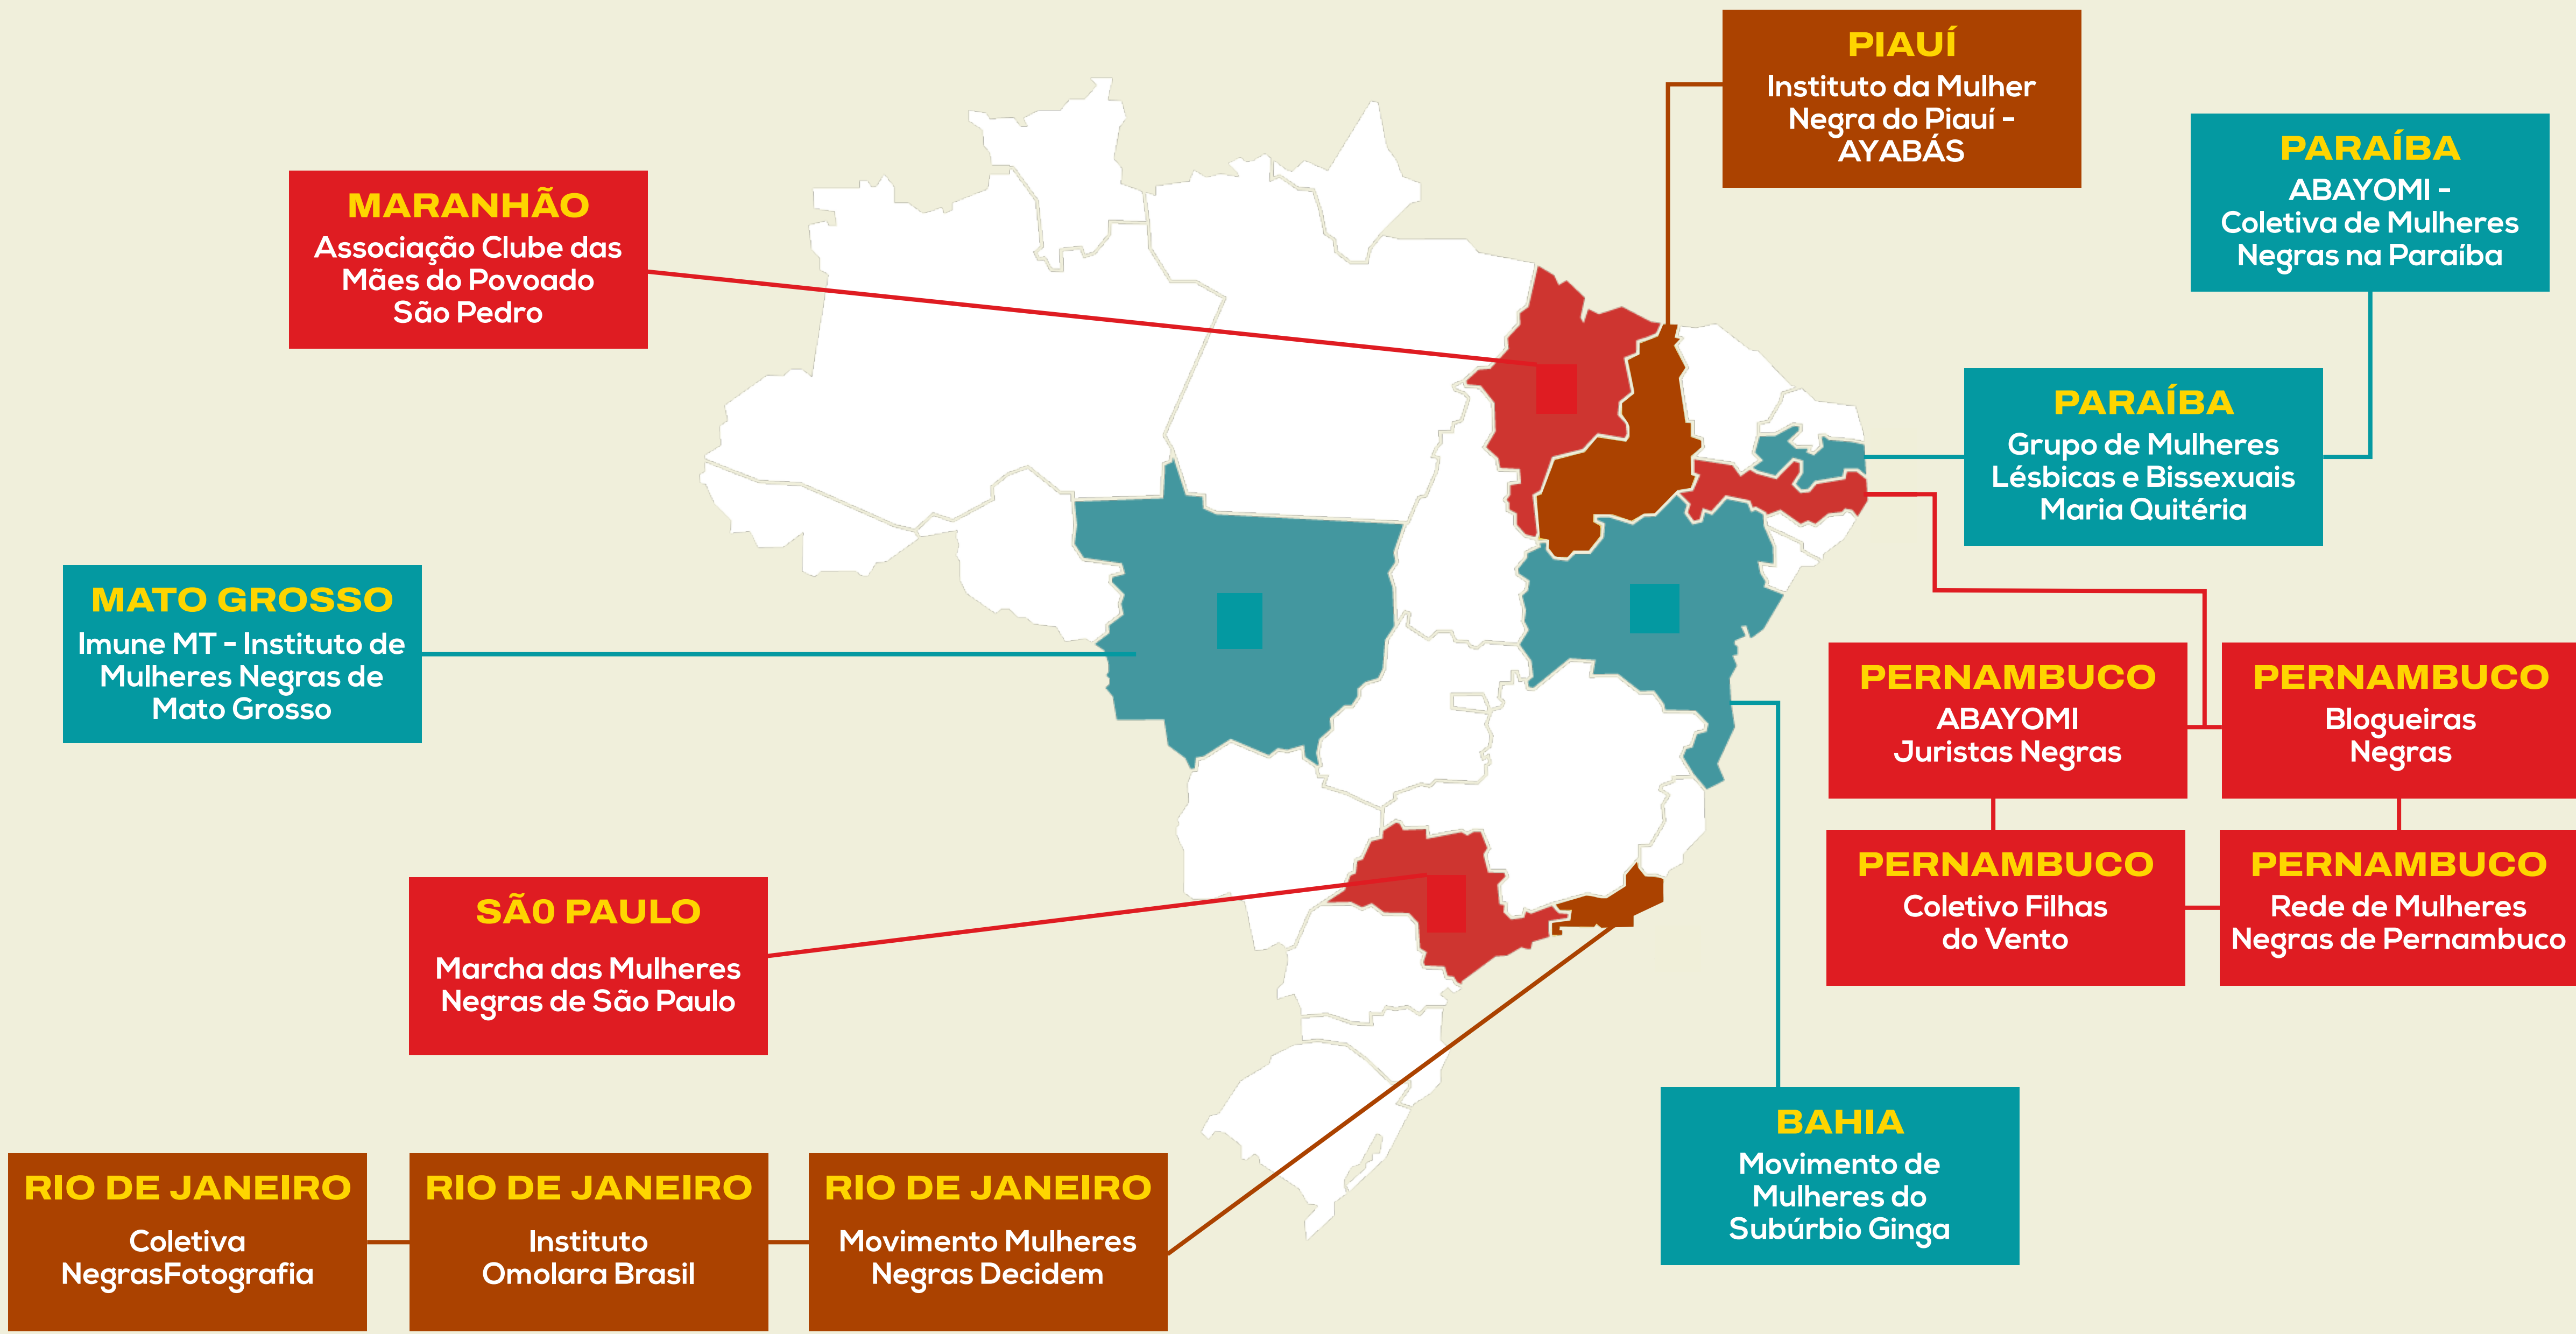 PIAUÍ
Instituto da Mulher
Negra do Piauí -
AYABÁS
PARAÍBA
ABAYOMI -
Coletiva de Mulheres
Negras na Paraíba
MARANHÃO
Associação Clube das
Mães do Povoado
São Pedro
PARAÍBA
Grupo de Mulheres
Lésbicas e Bissexuais
Maria Quitéria
MATO GROSSO
Imune MT - Instituto de
Mulheres Negras de
Mato Grosso
PERNAMBUCO
ABAYOMI
Juristas Negras
PERNAMBUCO
Blogueiras
Negras
PERNAMBUCO
Coletivo Filhas
do Vento
PERNAMBUCO
Rede de Mulheres
Negras de Pernambuco
SÃ0 PAULO
Marcha das Mulheres
Negras de São Paulo
BAHIA
Movimento de
Mulheres do
Subúrbio Ginga
RIO DE JANEIRO
Coletiva
NegrasFotografia
RIO DE JANEIRO
Instituto
Omolara Brasil
RIO DE JANEIRO
Movimento Mulheres
Negras Decidem